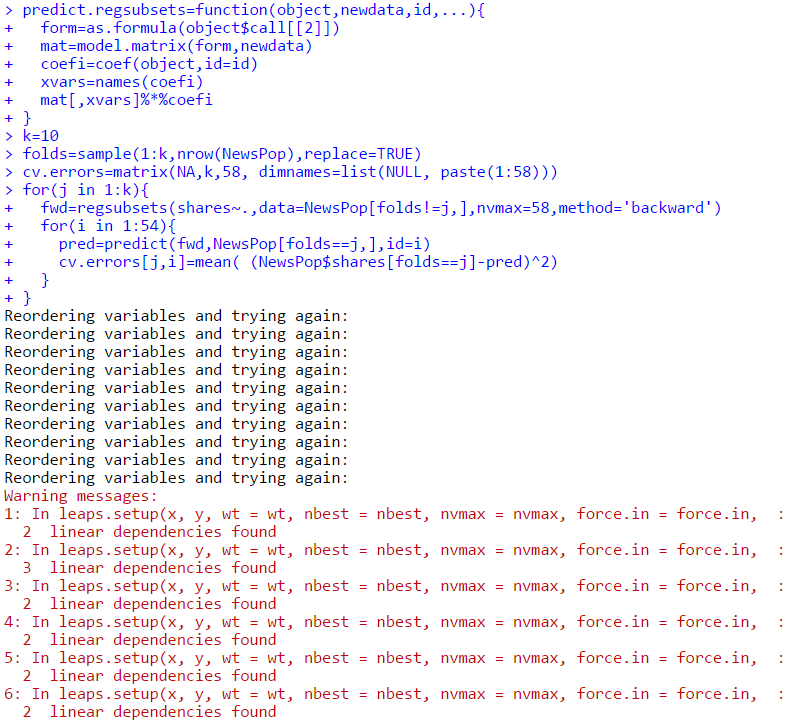 > predict.regsubsets=function(object,newdata,id,...){
+   form=as.formula(object$call[[2]])
+   mat=model.matrix(form,newdata)
+   coefi=coef(object,id=id)
+   xvars=names(coefi)
+   mat[,xvars]%*%coefi
+ }
> k=10
> folds=sample(1:k,nrow(NewsPop),replace=TRUE)
> cv.errors=matrix(NA,k,58, dimnames=list(NULL, paste(1:58)))
> for(j in 1:k){
+   fwd=regsubsets(shares~.,data=NewsPop[folds!=j,],nvmax=58,method='backward')
+   for(i in 1:54){
+     pred=predict(fwd,NewsPop[folds==j,],id=i)
+     cv.errors[j,i]=mean( (NewsPop$shares[folds==j]-pred)^2)
+   }
+ }
Reordering variables and trying again:
Reordering variables and trying again:
Reordering variables and trying again:
Reordering variables and trying again:
Reordering variables and trying again:
Reordering variables and trying again:
Reordering variables and trying again:
Reordering variables and trying again:
Reordering variables and trying again:
Reordering variables and trying again:
Warning messages:
1: In leaps.setup(x, y, wt = wt, nbest = nbest, nvmax = nvmax, force.in = force.in,  :
  2  linear dependencies found
2: In leaps.setup(x, y, wt = wt, nbest = nbest, nvmax = nvmax, force.in = force.in,  :
  3  linear dependencies found
3: In leaps.setup(x, y, wt = wt, nbest = nbest, nvmax = nvmax, force.in = force.in,  :
  2  linear dependencies found
4: In leaps.setup(x, y, wt = wt, nbest = nbest, nvmax = nvmax, force.in = force.in,  :
  2  linear dependencies found
5: In leaps.setup(x, y, wt = wt, nbest = nbest, nvmax = nvmax, force.in = force.in,  :
  2  linear dependencies found
6: In leaps.setup(x, y, wt = wt, nbest = nbest, nvmax = nvmax, force.in = force.in,  :
  2  linear dependencies found